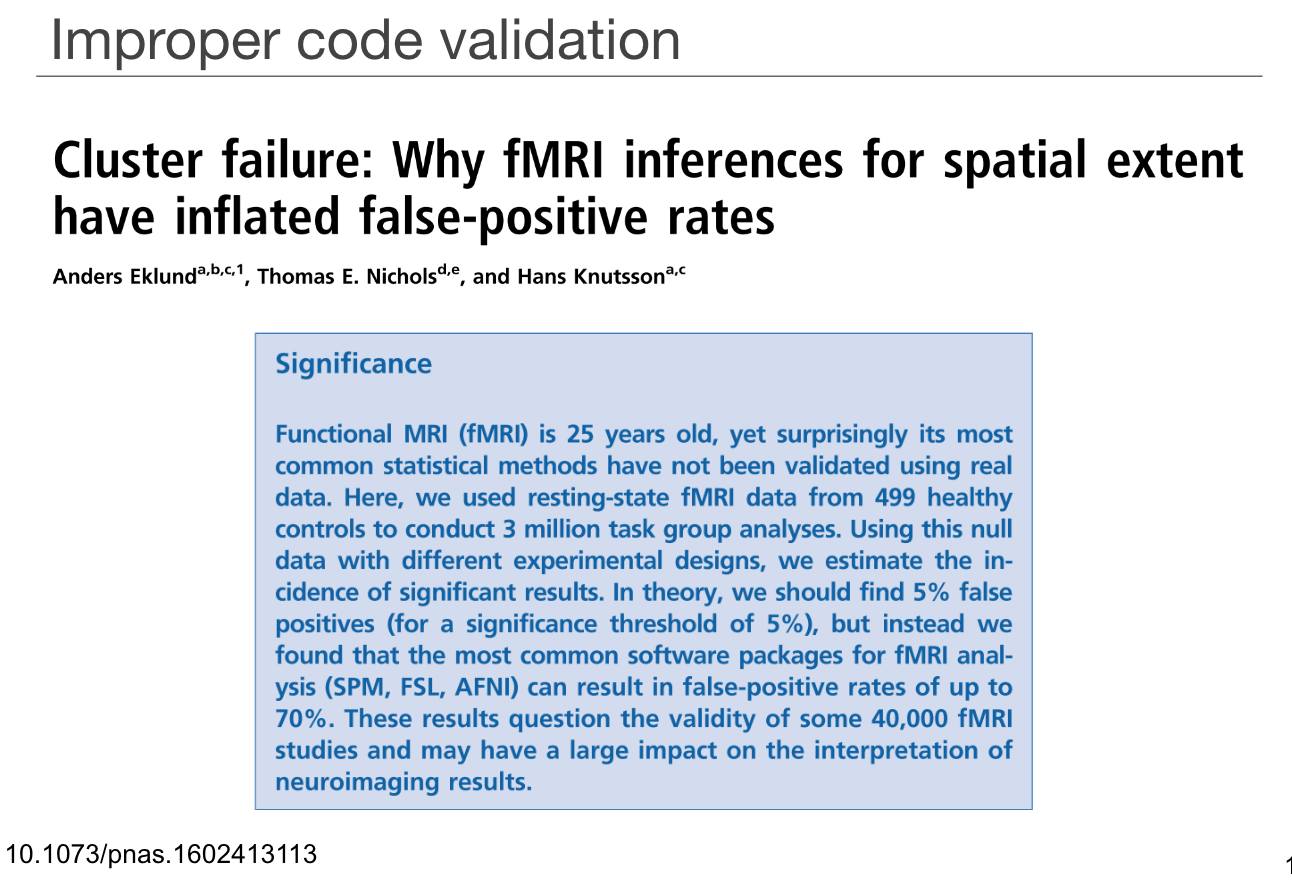 Improper code validation
Cluster failure: Why fMRI inferences for spatial extent
have inflated false-positive rates
Anders Eklunda,b,c,1, Thomas E. Nicholsd,e, and Hans Knutssona,c
Significance
Functional MRI (fMRI) is 25 years old, yet surprisingly its most
common statistical methods have not been validated using real
data. Here, we used resting-state fMRI data from 499 healthy
controls to conduct 3 million task group analyses. Using this null
data with different experimental designs, we estimate the in-
cidence of significant results. In theory, we should find 5% false
positives (for a significance threshold of 5%), but instead we
found that the most common software packages for fMRI anal-
ysis (SPM, FSL, AFNI) can result in false-positive rates of up to
70%. These results question the validity of some 40,000 fMRI
studies and may have a large impact on the interpretation of
neuroimaging results.
10.1073/pnas.1602413113